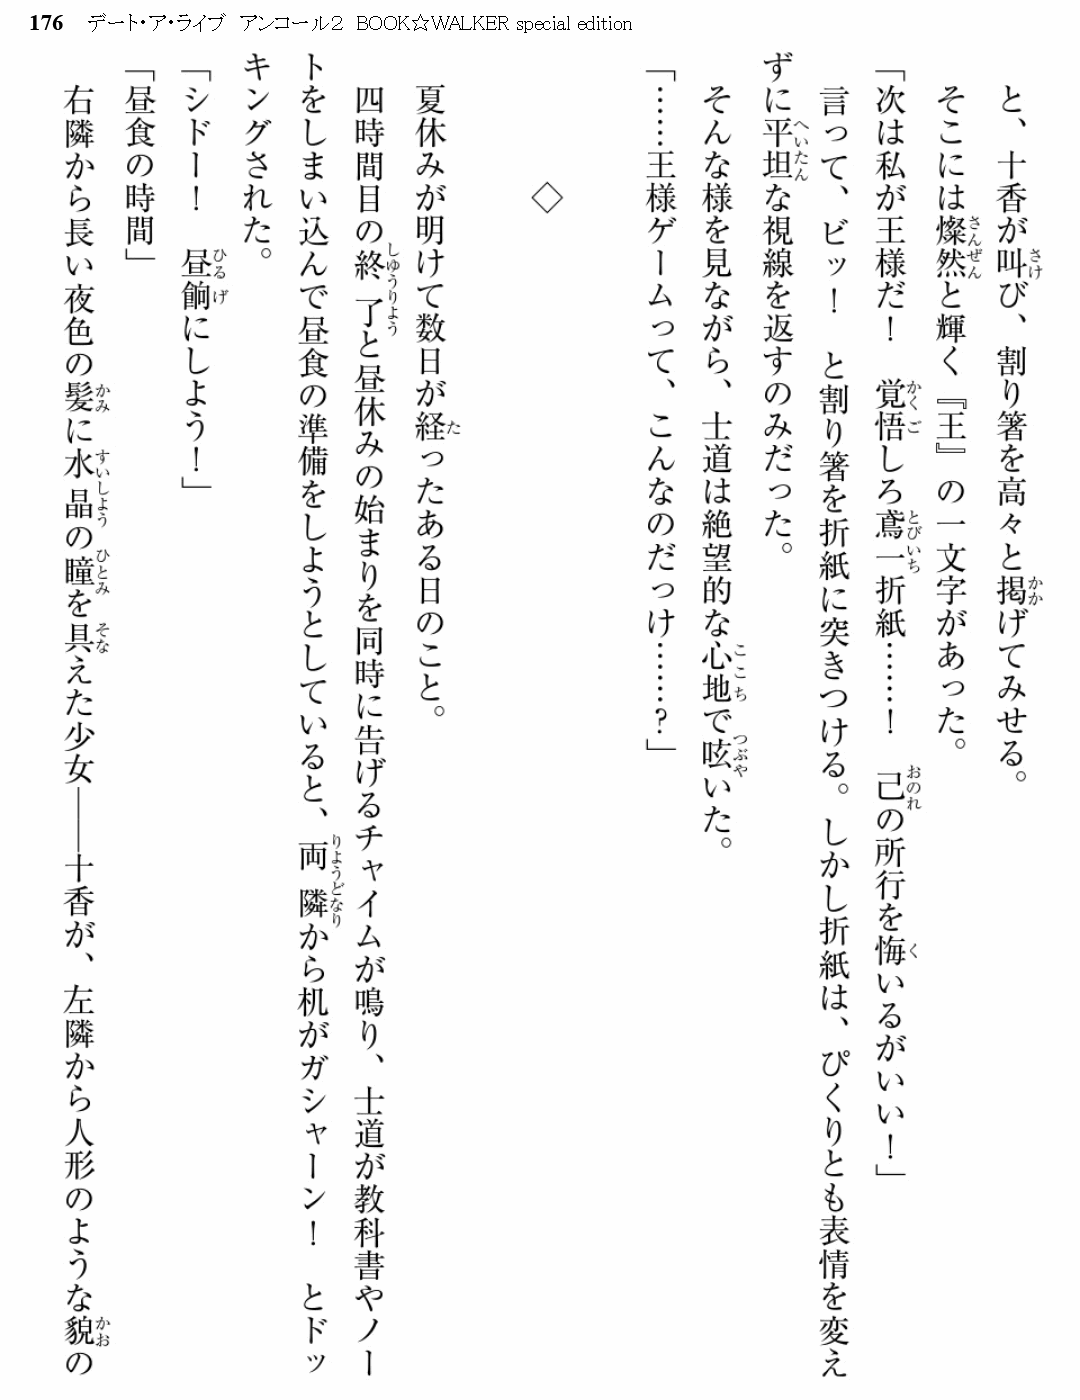 176 デート・ア・ライブ アンコール2 BOOK☆WALKER special edition
と、十香が叫び、割り箸を高々と掲げてみせる。
そこには燦然と輝く『王』の一文字があった。
「次は私が王様だ！　覚悟しろ鳶一折紙……！　己の所行を悔いるがいい！」
言って、ビッ！　と割り箸を折紙に突きつける。しかし折紙は、ぴくりとも表情を変え
ずに平坦な視線を返すのみだった。
そんな様を見ながら、士道は絶望的な心地で呟いた。
「……王様ゲームって、こんなのだっけ……？」
◇
夏休みが明けて数日が経ったある日のこと。
四時間目の終了と昼休みの始まりを同時に告げるチャイムが鳴り、士道が教科書やノー
トをしまい込んで昼食の準備をしようとしていると、両隣から机がガシャーン！　とドッ
キングされた。
「シドー！　昼餉にしよう！」
「昼食の時間」
右隣から長い夜色の髪に水晶の瞳を具えた少女――十香が、左隣から人形のような貌の